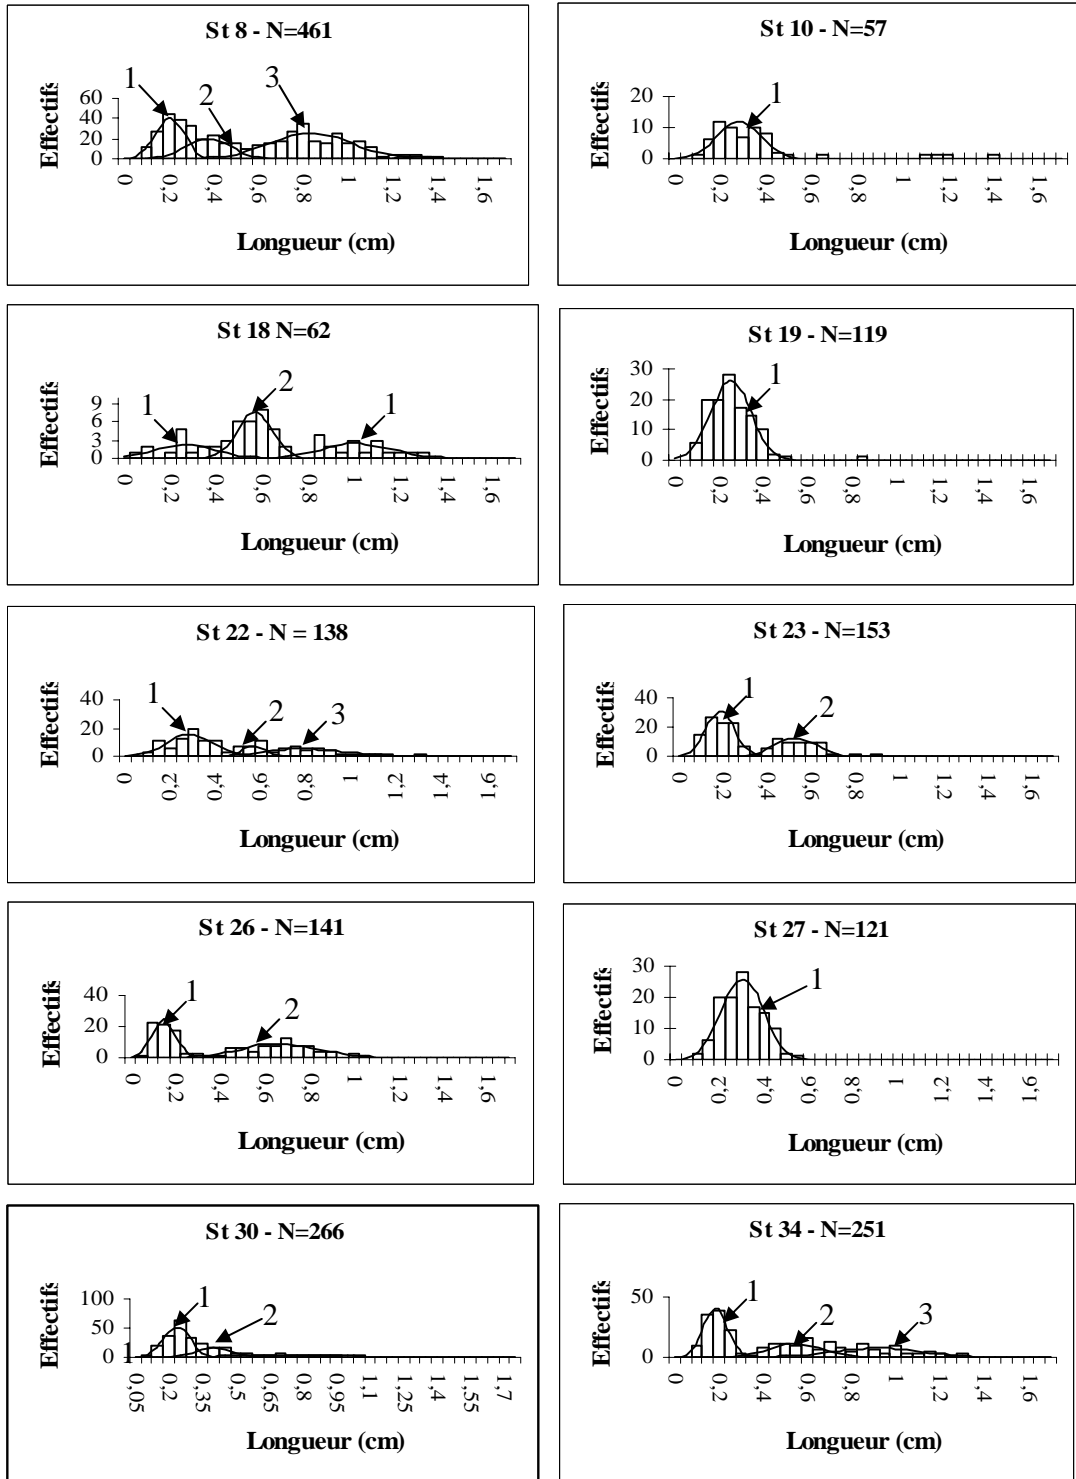 St 8 - N=461
1 2 3
Effectifs
60
40
20
0
0 0,2 0,4 0,6 0,8 1 1,2 1,4 1,6
Longueur (cm)
St 10 - N=57
1
Effectifs
20
10
0
0 0,2 0,4 0,6 0,8 1 1,2 1,4 1,6
Longueur (cm)
St 18 N=62
1 2 1
Effectifs
9
6
3
0
0 0,2 0,4 0,6 0,8 1 1,2 1,4 1,6
Longueur (cm)
St 19 - N=119
1
Effectifs
30
20
10
0
0 0,2 0,4 0,6 0,8 1 1,2 1,4 1,6
Longueur (cm)
St 22 - N = 138
1 2 3
Effectifs
40
20
0
0 0,2 0,4 0,6 0,8 1 1,2 1,4 1,6
Longueur (cm)
St 23 - N=153
1 2
Effectifs
40
20
0
0 0,2 0,4 0,6 0,8 1 1,2 1,4 1,6
Longueur (cm)
St 26 - N=141
1 2
Effectifs
40
20
0
0 0,2 0,4 0,6 0,8 1 1,2 1,4 1,6
Longueur (cm)
St 27 - N=121
1
Effectifs
30
20
10
0
0 0,2 0,4 0,6 0,8 1 1,2 1,4 1,6
Longueur (cm)
St 30 - N=266
1 2
Effectifs
100
50
0
1
0,05 0,2 0,35 0,5 0,65 0,8 0,95 1,1 1,25 1,4 1,55 1,7
Longueur (cm)
St 34 - N=251
1 2 3
Effectifs
50
0
0 0,2 0,4 0,6 0,8 1 1,2 1,4 1,6
Longueur (cm)